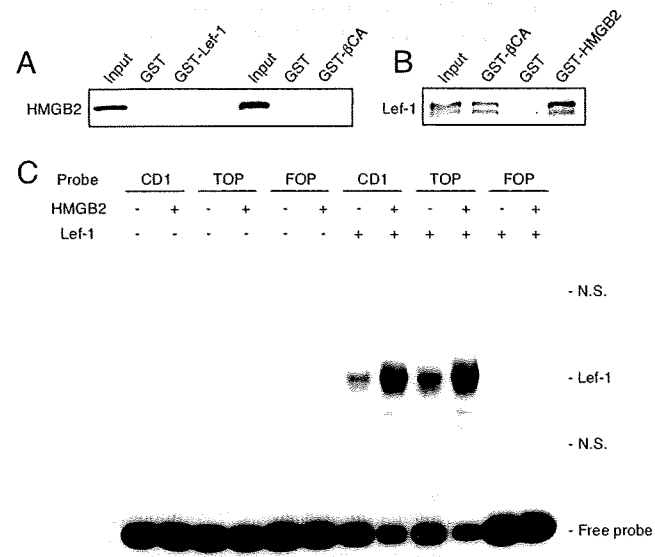 A
Input GST GST-Lef-1 Input GST GST-βCA
HMGB2
B
Input GST-βCA GST GST-HMGB2
Lef-1
C
Probe CD1 TOP FOP CD1 TOP FOP
HMGB2 - + - + - + - + - + - +
Lef-1 - - - - - - + + + + + +
- N.S.
- Lef-1
- N.S.
- Free probe